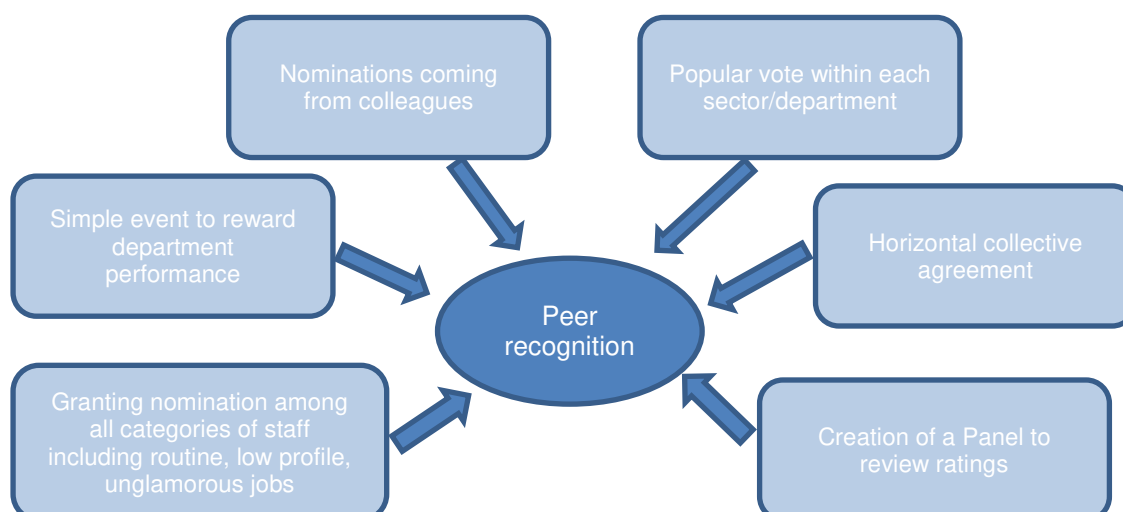 Nominations coming
from colleagues
Popular vote within each
sector/department
Simple event to reward
department
performance
Horizontal collective
agreement
Peer
recognition
Granting nomination among
all categories of staff
including routine, low profile,
unglamorous jobs
Creation of a Panel to
review ratings